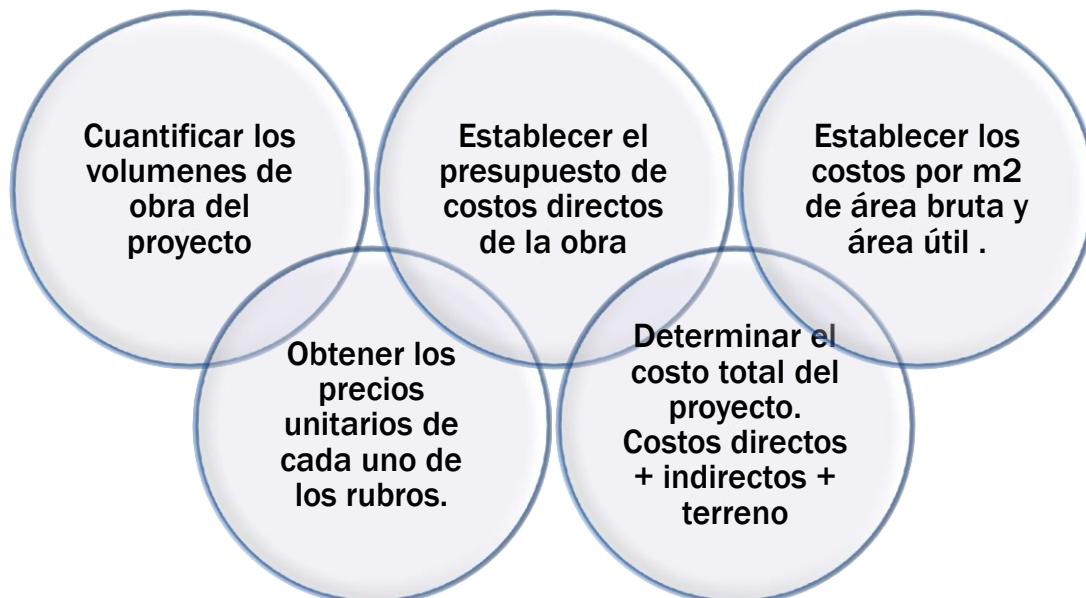 Cuantificar los
volumenes de
obra del
proyecto
Obtener los
precios
unitarios de
cada uno de
los rubros.
Establecer el
presupuesto de
costos directos
de la obra
Determinar el
costo total del
proyecto.
Costos directos
+ indirectos +
terreno
Establecer los
costos por m2
de área bruta y
área útil .